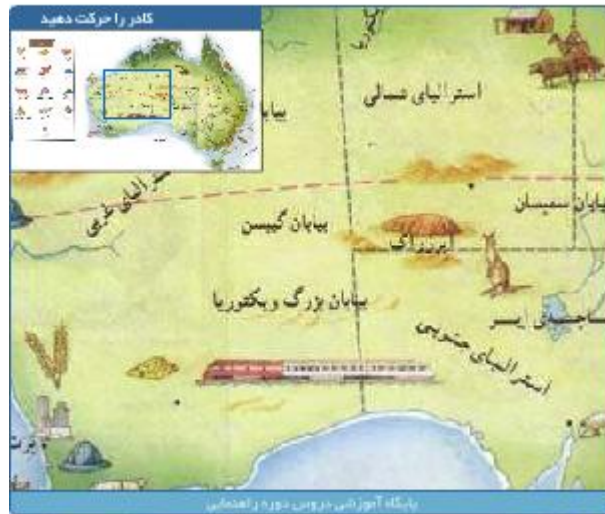 کادر را حرکت دهید
استرالیای شمالی
استرالیای غربی
بیابان گیبسن
ایرزراک
بیابان سمپسان
بیابان بزرگ ویکتوریا
استرالیای جنوبی
پایگاه آموزشی دروس دوره راهنمایی